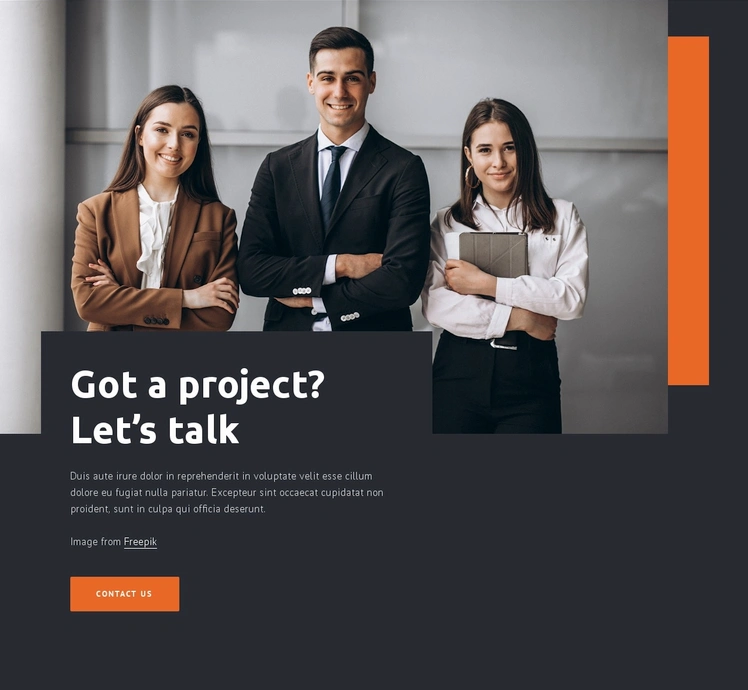 Got a project?
Let’s talk
Duis aute irure dolor in reprehenderit in voluptate velit esse cillum
dolore eu fugiat nulla pariatur. Excepteur sint occaecat cupidatat non
proident, sunt in culpa qui officia deserunt.
Image from Freepik
CONTACT US